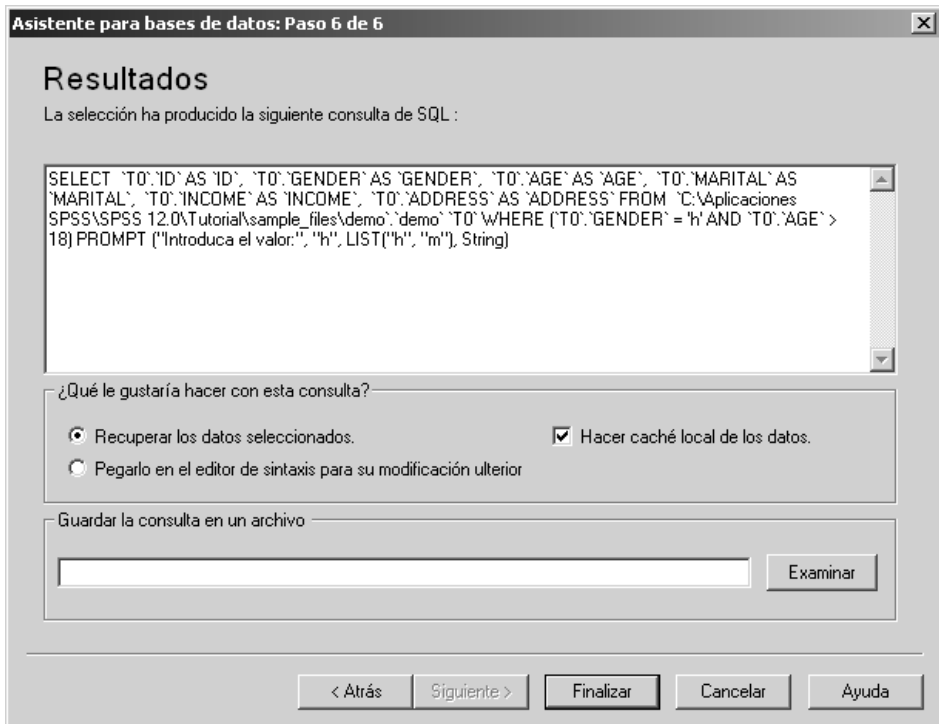 Asistente para bases de datos: Paso 6 de 6
Resultados
La selección ha producido la siguiente consulta de SQL :
SELECT  `T0`.`ID` AS `ID`,  `T0`.`GENDER` AS `GENDER`,  `T0`.`AGE` AS `AGE`,  `T0`.`MARITAL` AS
`MARITAL`,  `T0`.`INCOME` AS `INCOME`,  `T0`.`ADDRESS` AS `ADDRESS` FROM  `C:\Aplicaciones
SPSS\SPSS 12.0\Tutorial\sample_files\demo`.`demo` `T0` WHERE (`T0`.`GENDER` = 'h' AND `T0`.`AGE` >
18) PROMPT ("Introduca el valor:", "h", LIST("h", "m"), String)
¿Qué le gustaría hacer con esta consulta?
Recuperar los datos seleccionados.
Hacer caché local de los datos.
Pegarlo en el editor de sintaxis para su modificación ulterior
Guardar la consulta en un archivo
Examinar
< Atrás
Siguiente >
Finalizar
Cancelar
Ayuda